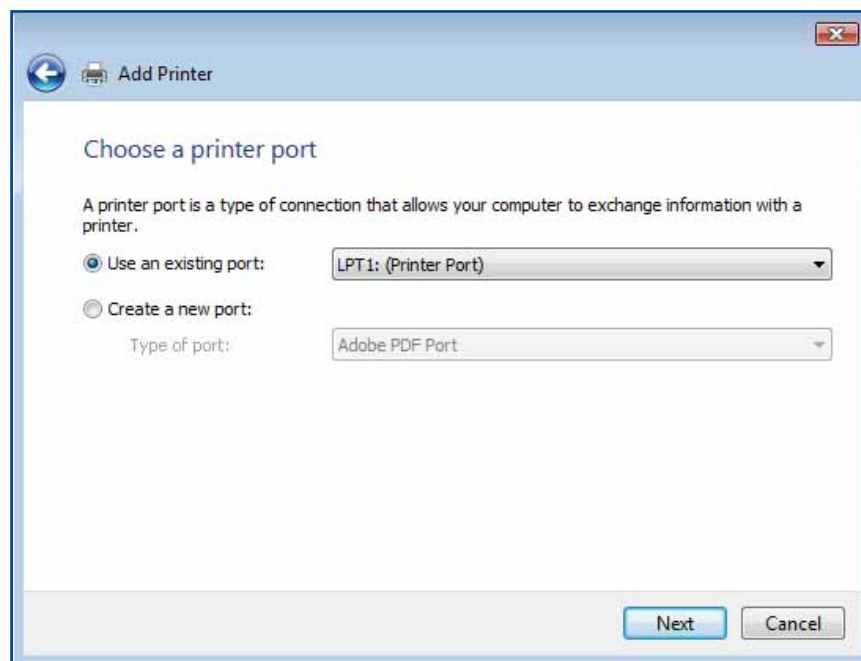 Add Printer
Choose a printer port
A printer port is a type of connection that allows your computer to exchange information with a
printer.
Use an existing port: LPT1: (Printer Port)
Create a new port:
Type of port: Adobe PDF Port
Next Cancel